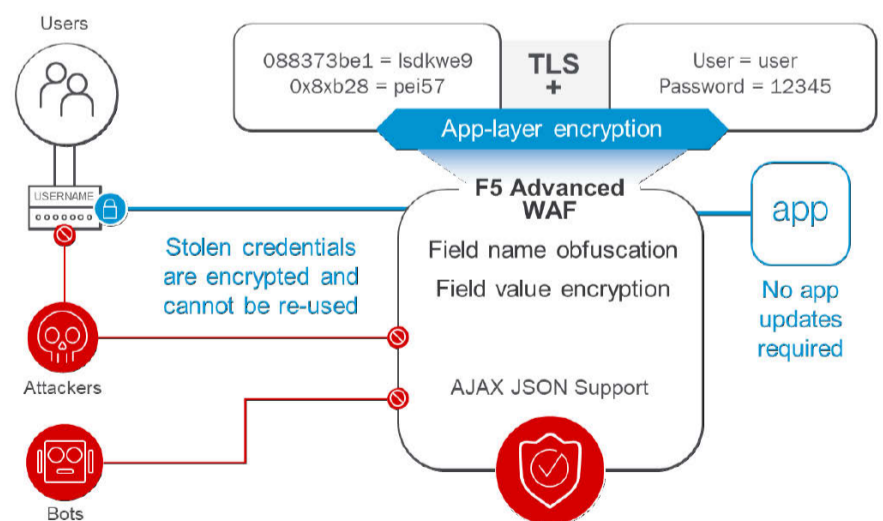 Users
088373be1 = lsdkwe9
0x8xb28 = pei57
TLS
+
User = user
Password = 12345
App-layer encryption
USERNAME
F5 Advanced
WAF
Field name obfuscation
Field value encryption
AJAX JSON Support
app
No app
updates
required
Stolen credentials
are encrypted and
cannot be re-used
Attackers
Bots